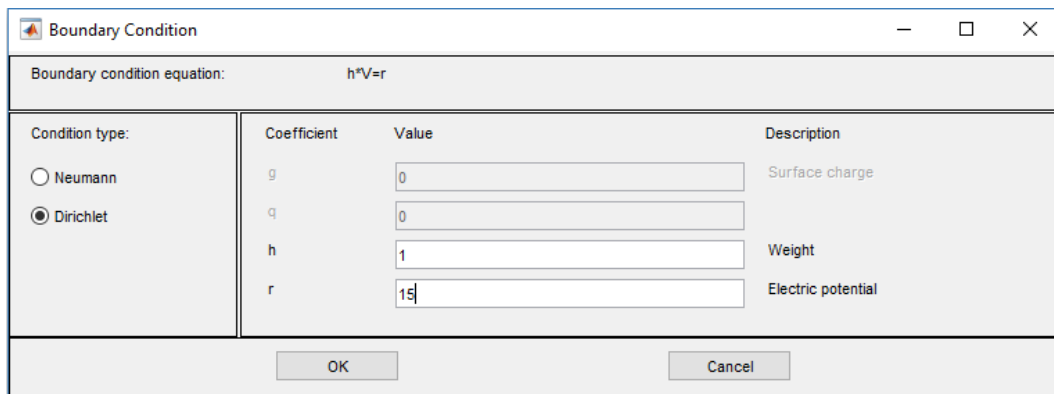 Boundary Condition
Boundary condition equation: h*V=r
Condition type:
Neumann
Dirichlet
Coefficient Value Description
g 0 Surface charge
q 0
h 1 Weight
r 15 Electric potential
OK Cancel